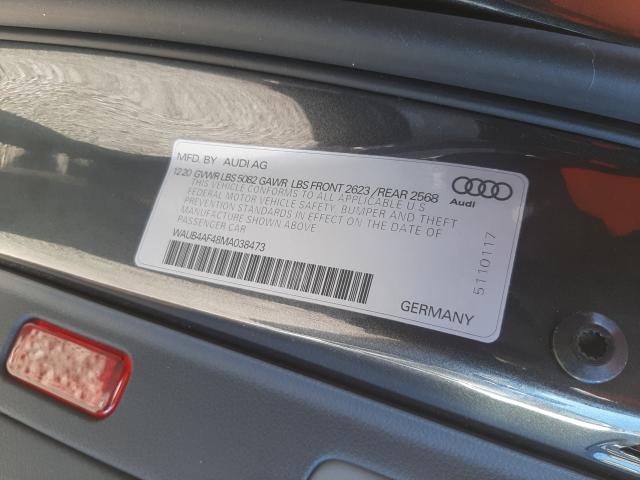 MFD. BY AUDI AG
12 20 GVWR LBS 5082 GAWR LBS FRONT 2623 /REAR 2568
THIS VEHICLE CONFORMS TO ALL APPLICABLE U.S
FEDERAL MOTOR VEHICLE SAFETY, BUMPER AND THEFT
PREVENTION STANDARDS IN EFFECT ON THE DATE OF
MANUFACTURE SHOWN ABOVE
PASSENGER CAR
WAUB4AF48MA038473
Audi
5110117
GERMANY